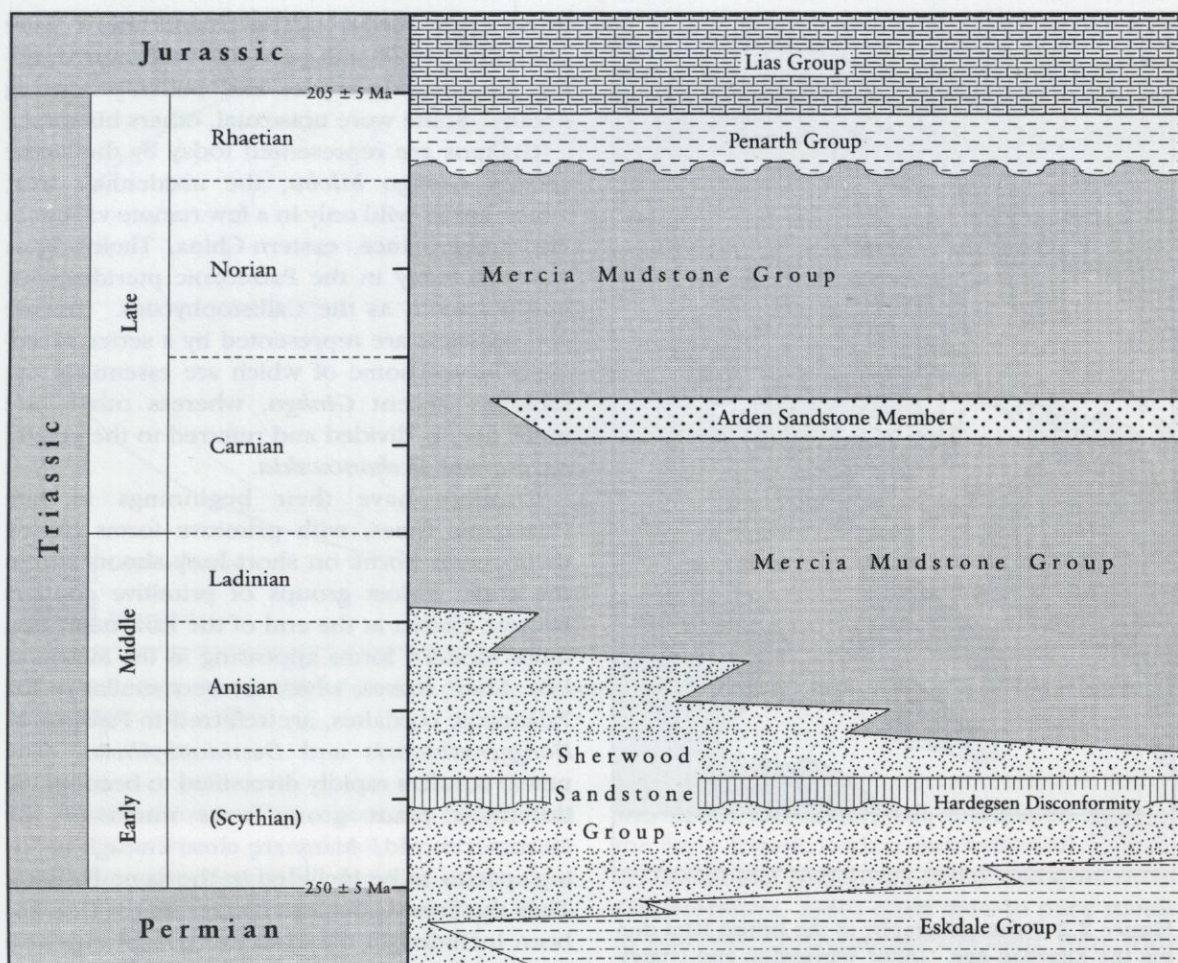 Jurassic
Lias Group
205 ± 5 Ma
Rhaetian
Penarth Group
Norian
Mercia Mudstone Group
Late
Arden Sandstone Member
Carnian
Triassic
Ladinian
Mercia Mudstone Group
Middle
Anisian
Sherwood
Sandstone
Group
Hardegsen Disconformity
Early
(Scythian)
250 ± 5 Ma
Permian
Eskdale Group